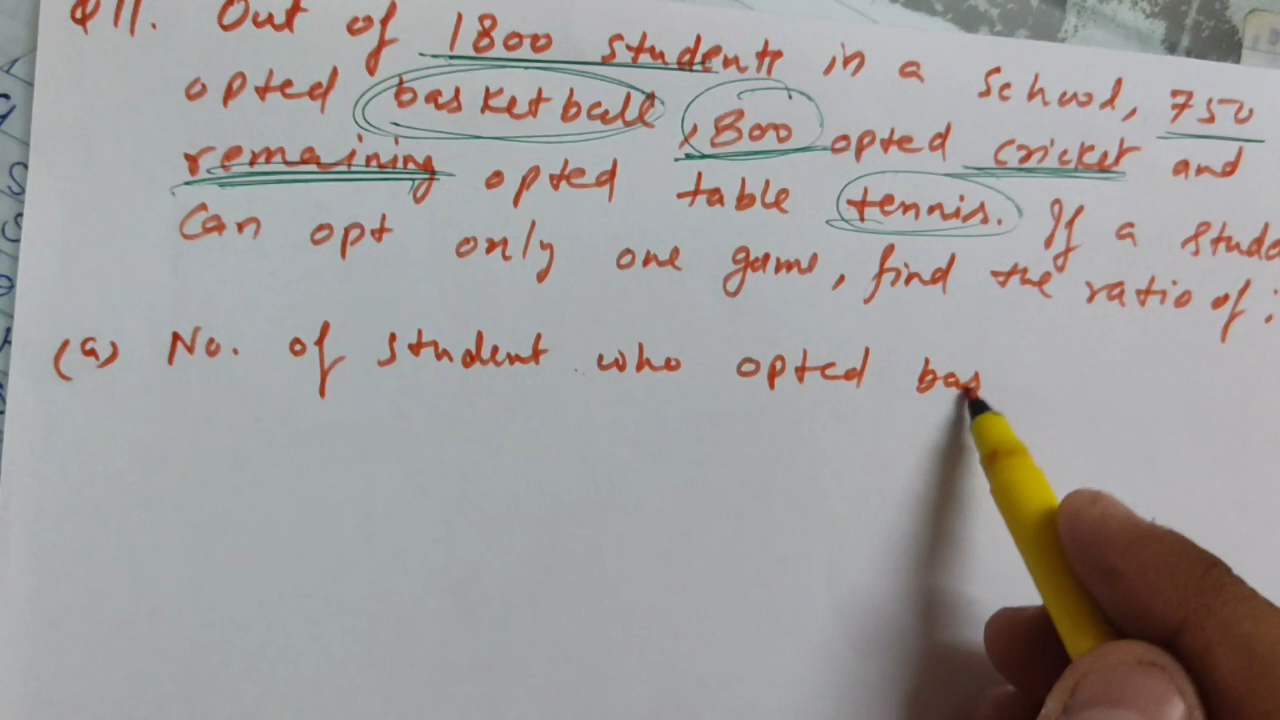 Q11. Out of 1800 students in a school, 750
opted basketball, 800 opted cricket and
remaining opted table tennis. If a stude
can opt only one game, find the ratio of:
(a) No. of student who opted bas